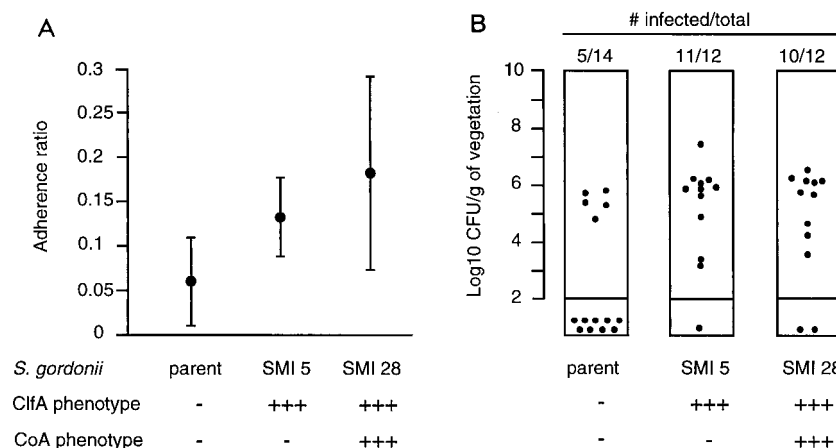 A
Adherence ratio
0.3
0.25
0.2
0.15
0.1
0.05
0
B
# infected/total
5/14 11/12 10/12
Log10 CFU/g of vegetation
10
8
6
4
2
S. gordonii parent SMI 5 SMI 28 parent SMI 5 SMI 28
ClfA phenotype - +++ +++ - +++ +++
CoA phenotype - - +++ - - +++